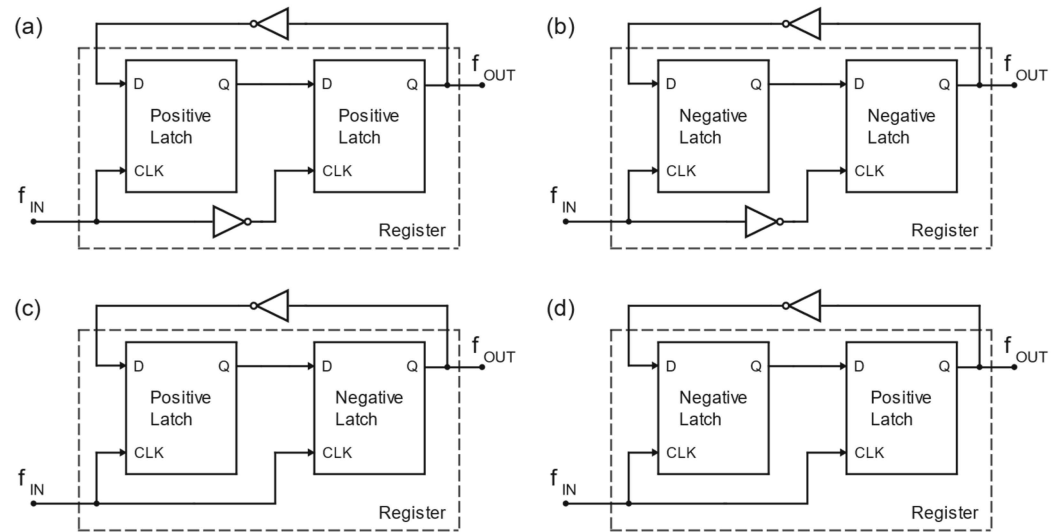 (a)
f OUT
D Q D Q
Positive Latch
Positive Latch
CLK CLK
f IN
Register
(b)
f OUT
D Q D Q
Negative Latch
Negative Latch
CLK CLK
f IN
Register
(c)
f OUT
D Q D Q
Positive Latch
Negative Latch
CLK CLK
f IN
Register
(d)
f OUT
D Q D Q
Negative Latch
Positive Latch
CLK CLK
f IN
Register